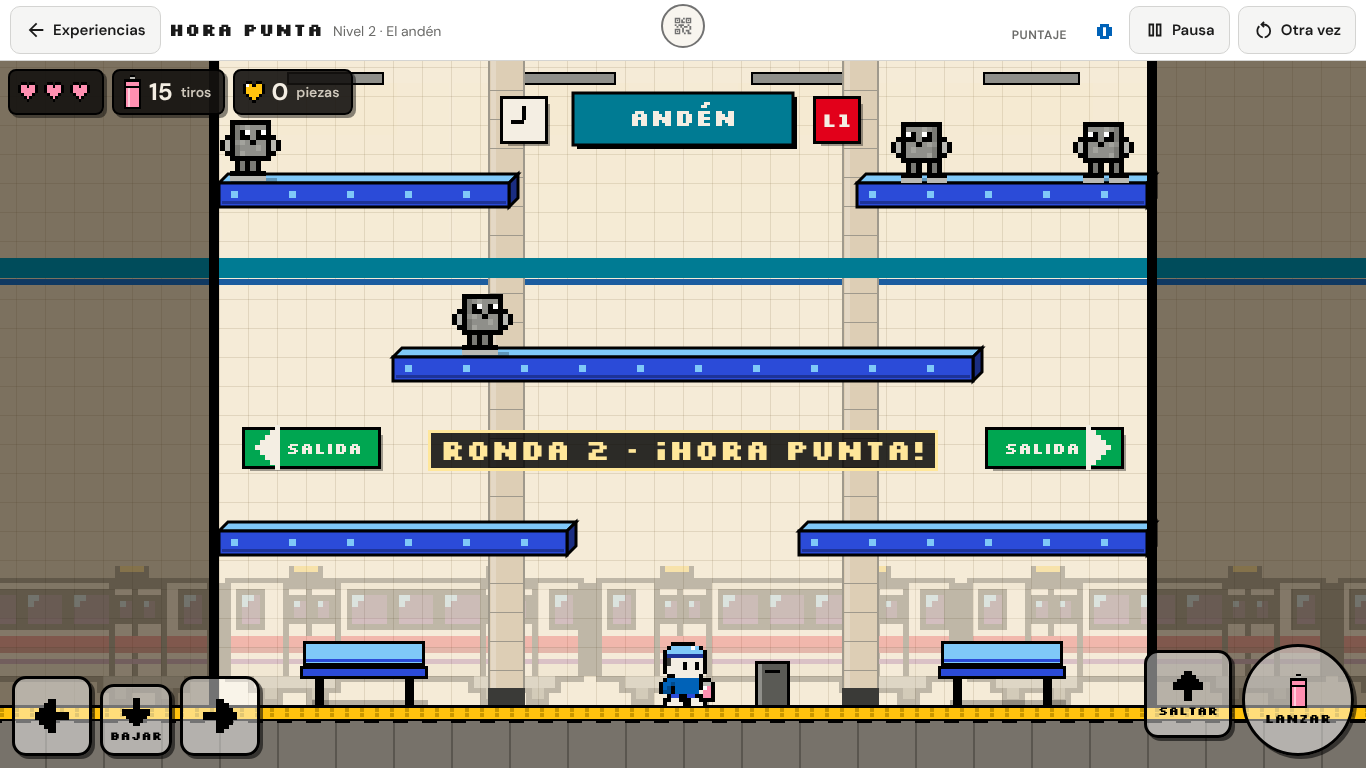 Experiencias
HORA PUNTA
Nivel 2 · El andén
PUNTAJE
0
Pausa
Otra vez
15 tiros
0 piezas
ANDÉN
L1
SALIDA
RONDA 2 - ¡HORA PUNTA!
SALIDA
BAJAR
SALTAR
LANZAR